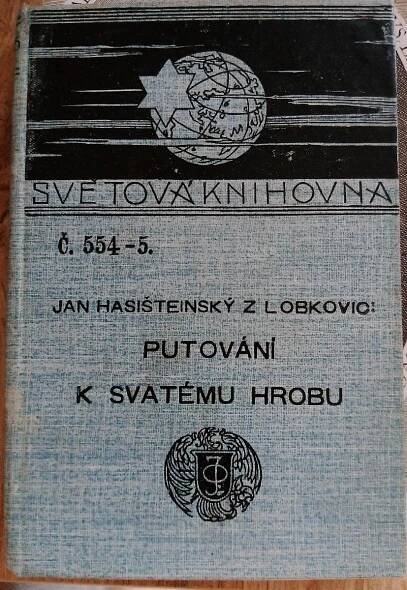 SVĚTOVÁ KNIHOVNA
Č. 554-5.
JAN HASIŠTEINSKÝ Z LOBKOVIC:
PUTOVÁNÍ
K SVATÉMU HROBU